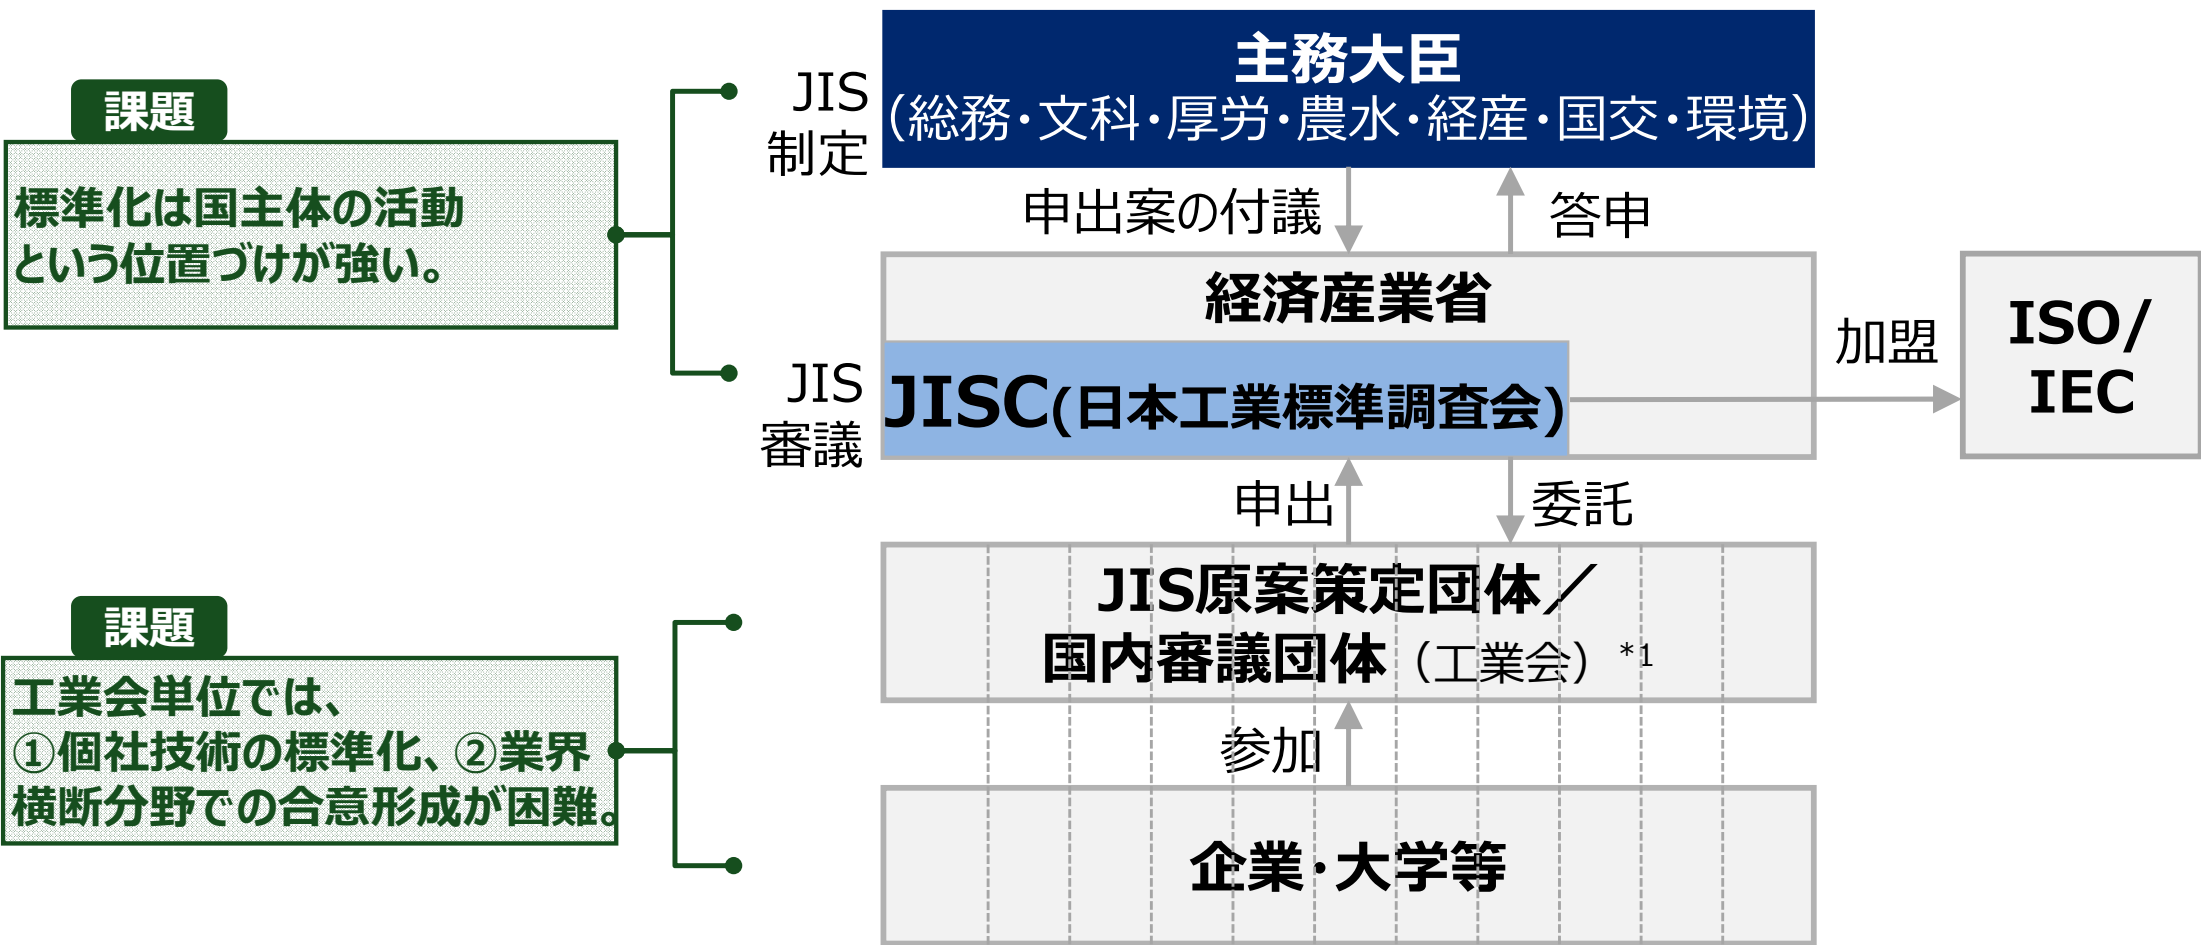 主務大臣
（総務・文科・厚労・農水・経産・国交・環境）
JIS
制定
課題
標準化は国主体の活動
という位置づけが強い。
申出案の付議
答申
経済産業省
JISC(日本工業標準調査会)
JIS
審議
加盟
ISO/
IEC
申出
委託
JIS原案策定団体／
国内審議団体（工業会）*1
課題
工業会単位では、
①個社技術の標準化、②業界
横断分野での合意形成が困難。
参加
企業・大学等